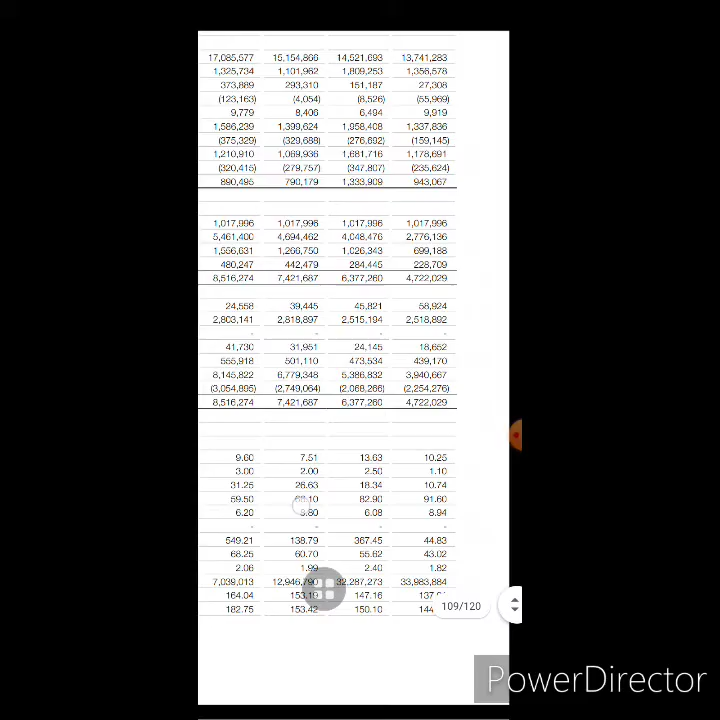 17,085,577 15,154,866 14,521,693 13,741,283
1,325,734 1,101,962 1,809,253 1,356,578
373,889 293,310 151,187 27,308
(123,163) (4,054) (8,526) (55,969)
9,779 8,406 6,494 9,919
1,586,239 1,399,624 1,958,408 1,337,836
(375,329) (329,688) (276,692) (159,145)
1,210,910 1,069,936 1,681,716 1,178,691
(320,415) (279,757) (347,807) (235,624)
890,495 790,179 1,333,909 943,067
1,017,996 1,017,996 1,017,996 1,017,996
5,461,400 4,694,462 4,048,476 2,776,136
1,556,631 1,266,750 1,026,343 699,188
480,247 442,479 284,445 228,709
8,516,274 7,421,687 6,377,260 4,722,029
24,558 39,445 45,821 58,924
2,803,141 2,818,897 2,515,194 2,518,892
- - - -
41,730 31,951 24,145 18,652
555,918 501,110 473,534 439,170
8,145,822 6,779,348 5,386,832 3,940,667
(3,054,895) (2,749,064) (2,068,266) (2,254,276)
8,516,274 7,421,687 6,377,260 4,722,029
9.60 7.51 13.63 10.25
3.00 2.00 2.50 1.10
31.25 26.63 18.34 10.74
59.50 82.90 91.60
6.20 6.08 8.94
- - - -
549.21 138.79 367.45 44.83
68.25 60.70 55.62 43.02
2.06 1.99 2.40 1.82
7,039,013 12,946,790 32,287,273 33,983,884
164.04 153.19 147.16
182.75 153.42 150.10
109/120
PowerDirector